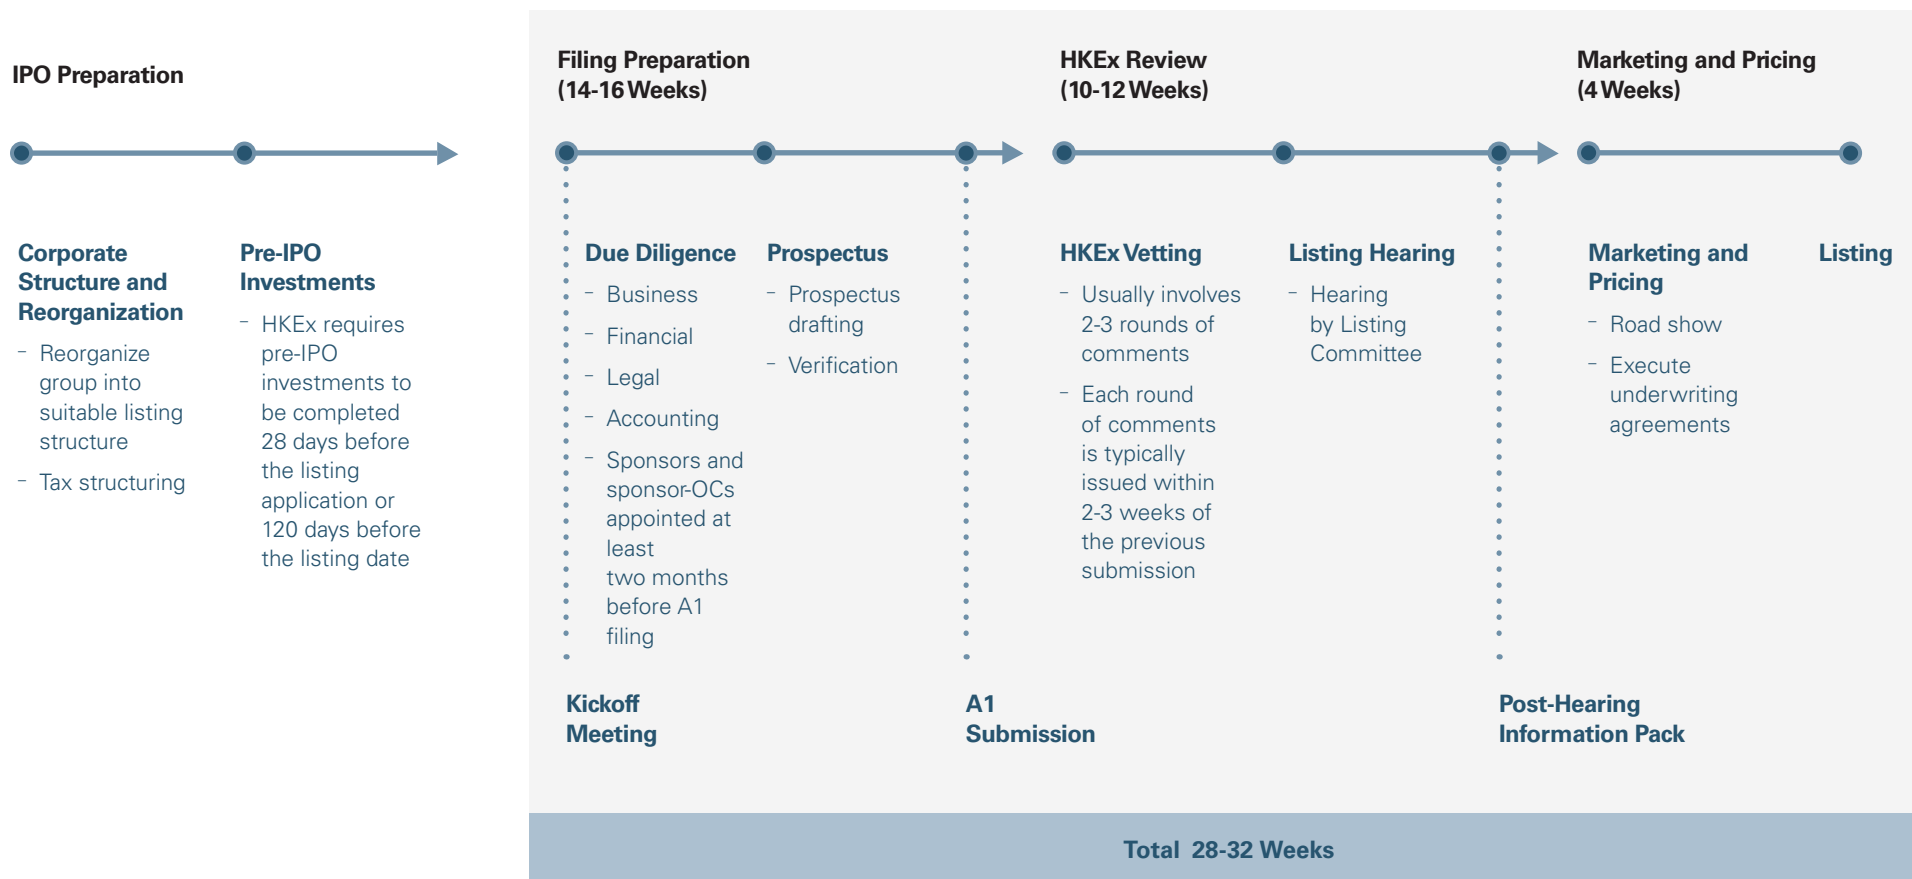 IPO Preparation
Corporate
Structure and
Reorganization
– Reorganize
group into
suitable listing
structure
– Tax structuring
Pre-IPO
Investments
– HKEx requires
pre-IPO
investments to
be completed
28 days before
the listing
application or
120 days before
the listing date
Filing Preparation
(14-16 Weeks)
Due Diligence
– Business
– Financial
– Legal
– Accounting
– Sponsors and
sponsor-OCs
appointed at
least
two months
before A1
filing
Prospectus
– Prospectus
drafting
– Verification
Kickoff
Meeting
A1
Submission
HKEx Review
(10-12 Weeks)
HKEx Vetting
– Usually involves
2-3 rounds of
comments
– Each round
of comments
is typically
issued within
2-3 weeks of
the previous
submission
Listing Hearing
– Hearing
by Listing
Committee
Post-Hearing
Information Pack
Marketing and Pricing
(4 Weeks)
Marketing and
Pricing
– Road show
– Execute
underwriting
agreements
Listing
Total 28-32 Weeks